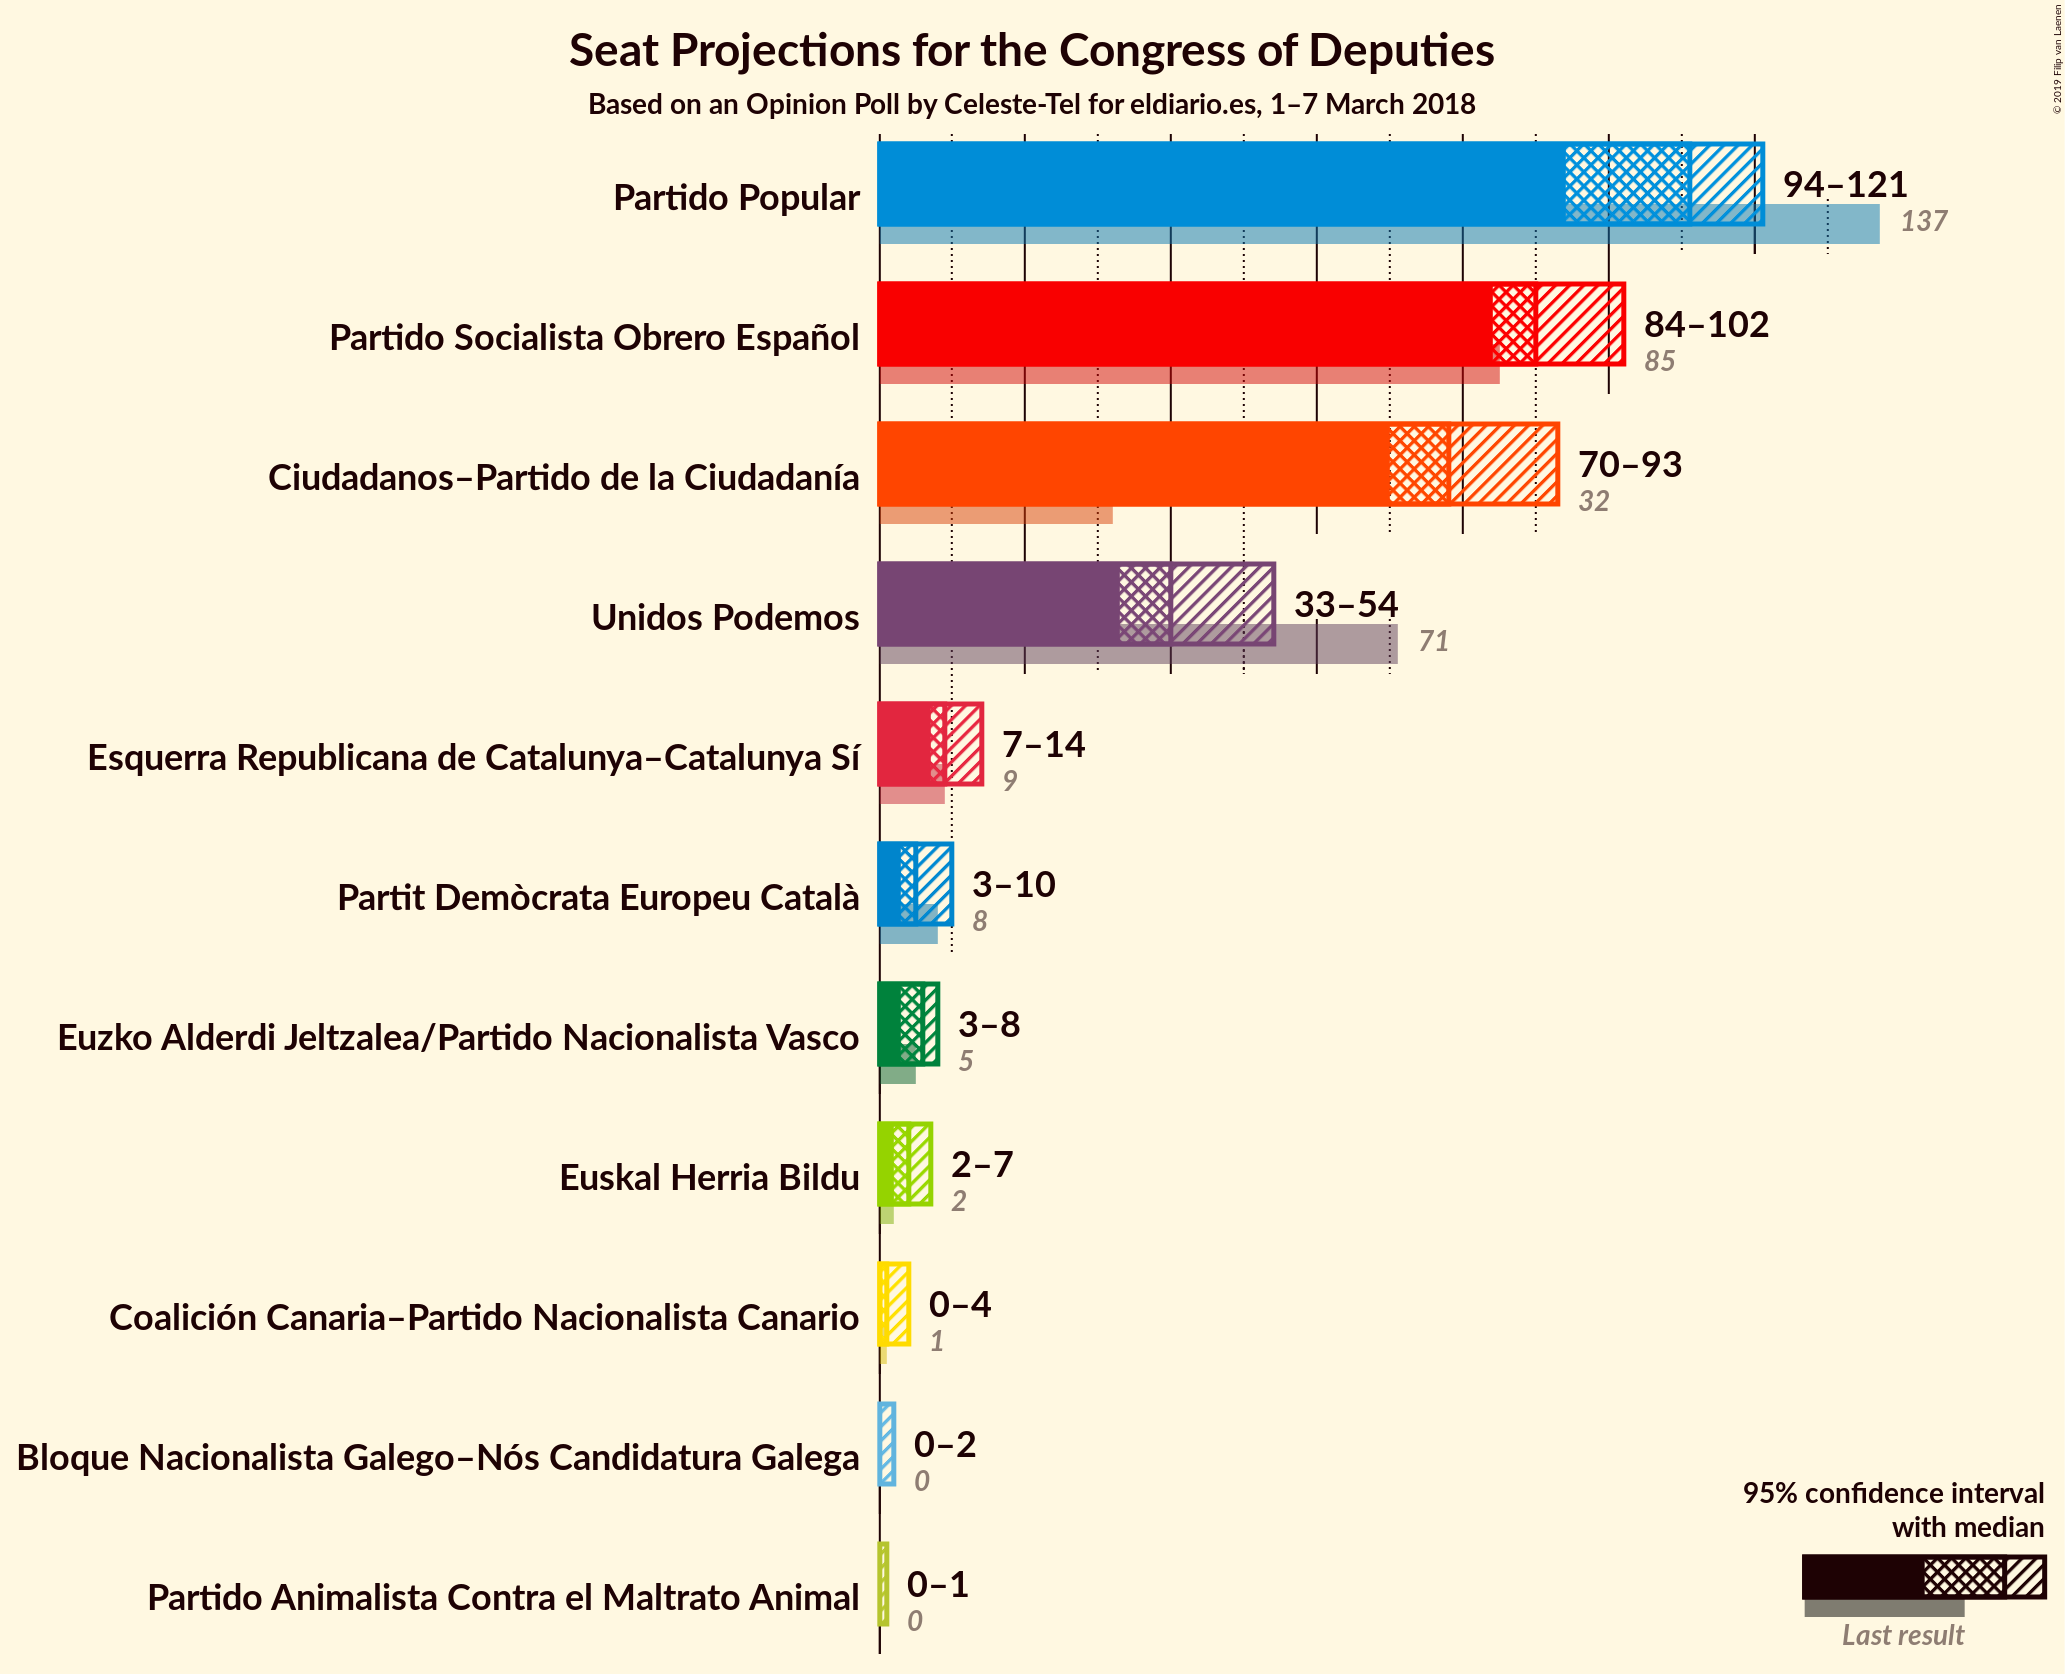 Seat Projections for the Congress of Deputies
Based on an Opinion Poll by Celeste-Tel for eldiario.es, 1–7 March 2018
© 2019 Filip van Laenen
Partido Popular
94–121
137
Partido Socialista Obrero Español
84–102
85
Ciudadanos–Partido de la Ciudadanía
70–93
32
Unidos Podemos
33–54
71
Esquerra Republicana de Catalunya–Catalunya Sí
7–14
9
Partit Demòcrata Europeu Català
3–10
8
Euzko Alderdi Jeltzalea/Partido Nacionalista Vasco
3–8
5
Euskal Herria Bildu
2–7
2
Coalición Canaria–Partido Nacionalista Canario
0–4
1
Bloque Nacionalista Galego–Nós Candidatura Galega
0–2
0
Partido Animalista Contra el Maltrato Animal
0–1
0
95% confidence interval
with median
Last result